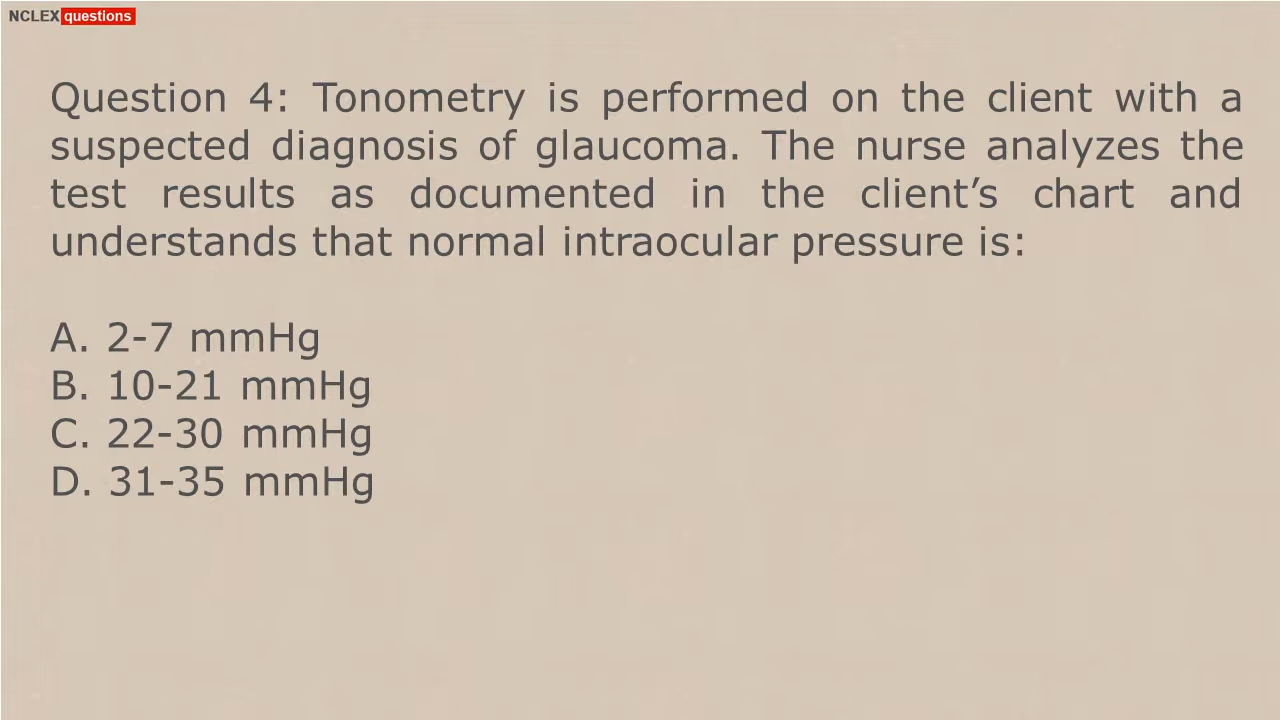 NCLEX questions
Question 4: Tonometry is performed on the client with a
suspected diagnosis of glaucoma. The nurse analyzes the
test results as documented in the client’s chart and
understands that normal intraocular pressure is:
A. 2-7 mmHg
B. 10-21 mmHg
C. 22-30 mmHg
D. 31-35 mmHg